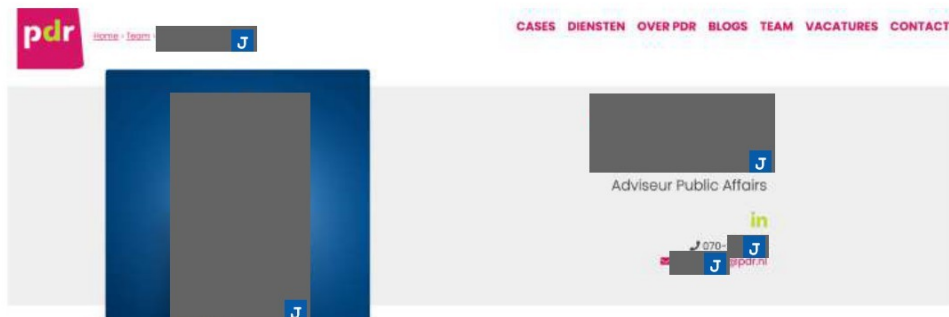 pdr
Home › Team ›
J
CASES DIENSTEN OVER PDR BLOGS TEAM VACATURES CONTACT
J
Adviseur Public Affairs
in
070-
J
J
@pdr.nl
J